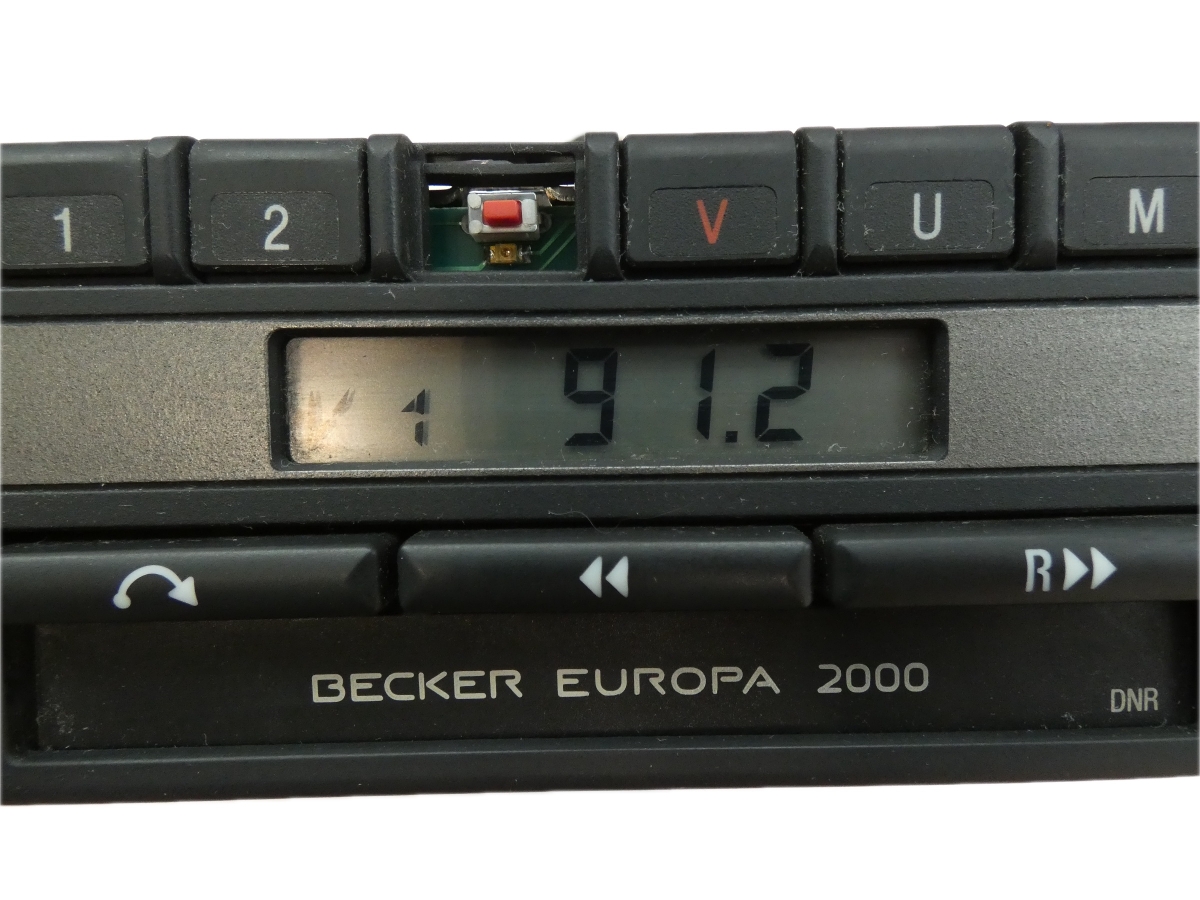 1 2 V U M
1 91.2
R
BECKER EUROPA 2000
DNR